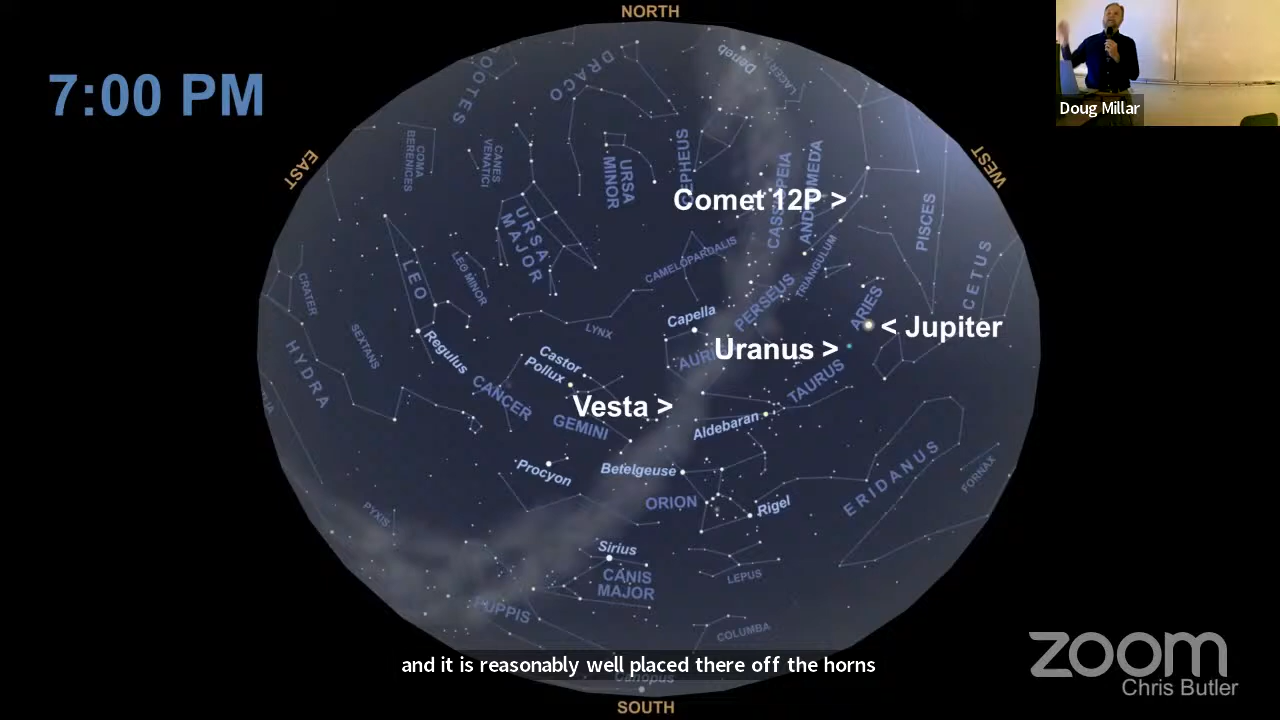 NORTH
7:00 PM
Doug Millar
EAST
WEST
BOOTES
DRACO
Deneb
LACERTA
COMA
BERENICES
CANES
VENATICI
URSA
MINOR
CEPHEUS
CASSIOPEIA
ANDROMEDA
Comet 12P >
PISCES
URSA
MAJOR
CAMELOPARDALIS
TRIANGULUM
CETUS
LEO
LEO MINOR
CRATER
PERSEUS
ARIES
Capella
LYNX
< Jupiter
SEXTANS
Regulus
HYDRA
Castor
Pollux
AURI
Uranus >
TAURUS
CANCER
Vesta >
GEMINI
Aldebaran
Procyon
Betelgeuse
ORION
Rigel
ERIDANUS
FORNAX
PYXIS
Sirius
CANIS
MAJOR
LEPUS
PUPPIS
COLUMBA
and it is reasonably well placed there off the horns
Canopus
SOUTH
zoom
Chris Butler